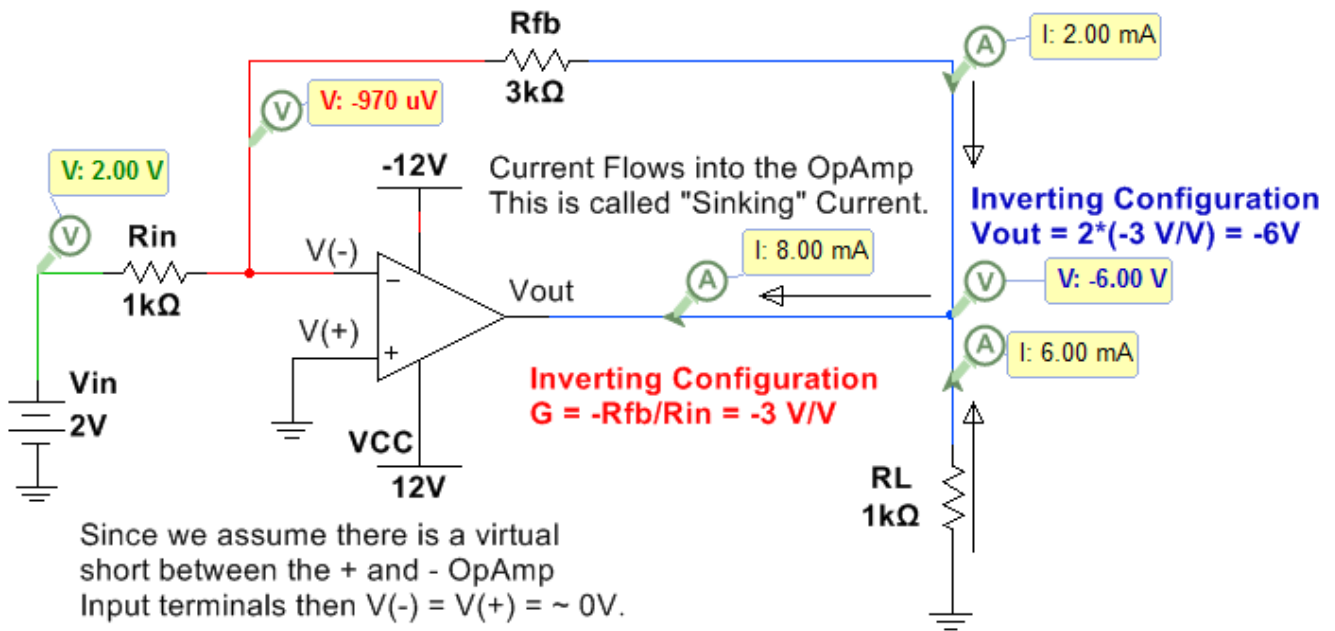 Rfb
3kΩ
A
I: 2.00 mA
V
V: -970 uV
V: 2.00 V
V
Rin
1kΩ
-12V
Current Flows into the OpAmp
This is called "Sinking" Current.
Inverting Configuration
Vout = 2*(-3 V/V) = -6V
V(-)
−
V(+)
+
Vout
I: 8.00 mA
A
V
V: -6.00 V
A
I: 6.00 mA
Vin
2V
Inverting Configuration
G = -Rfb/Rin = -3 V/V
VCC
12V
RL
1kΩ
Since we assume there is a virtual
short between the + and - OpAmp
Input terminals then V(-) = V(+) = ~ 0V.